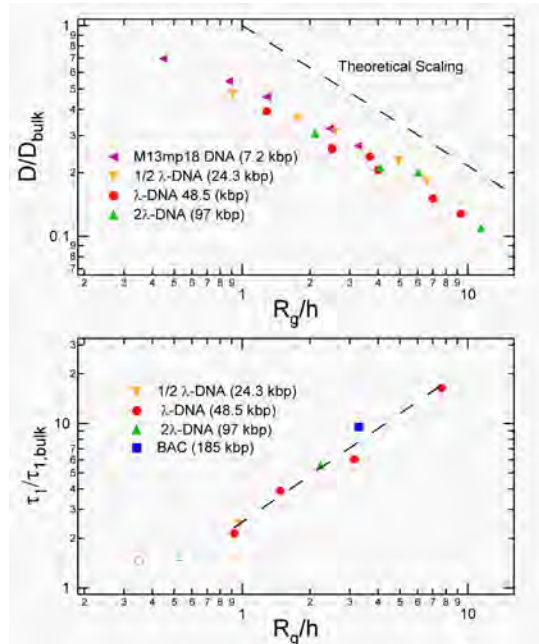 1
9
8
7
6
5
4
3
2
0.1
9
8
7
D/D_bulk
Theoretical Scaling
M13mp18 DNA (7.2 kbp)
1/2 λ-DNA (24.3 kbp)
λ-DNA 48.5 (kbp)
2λ-DNA (97 kbp)
2 3 4 5 6 7 8 9 1 2 3 4 5 6 7 8 9 10
R_g/h
3
2
10
9
8
7
6
5
4
3
2
1
τ₁/τ₁,bulk
1/2 λ-DNA (24.3 kbp)
λ-DNA (48.5 kbp)
2λ-DNA (97 kbp)
BAC (185 kbp)
2 3 4 5 6 7 8 9 1 2 3 4 5 6 7 8 9 10
R_g/h